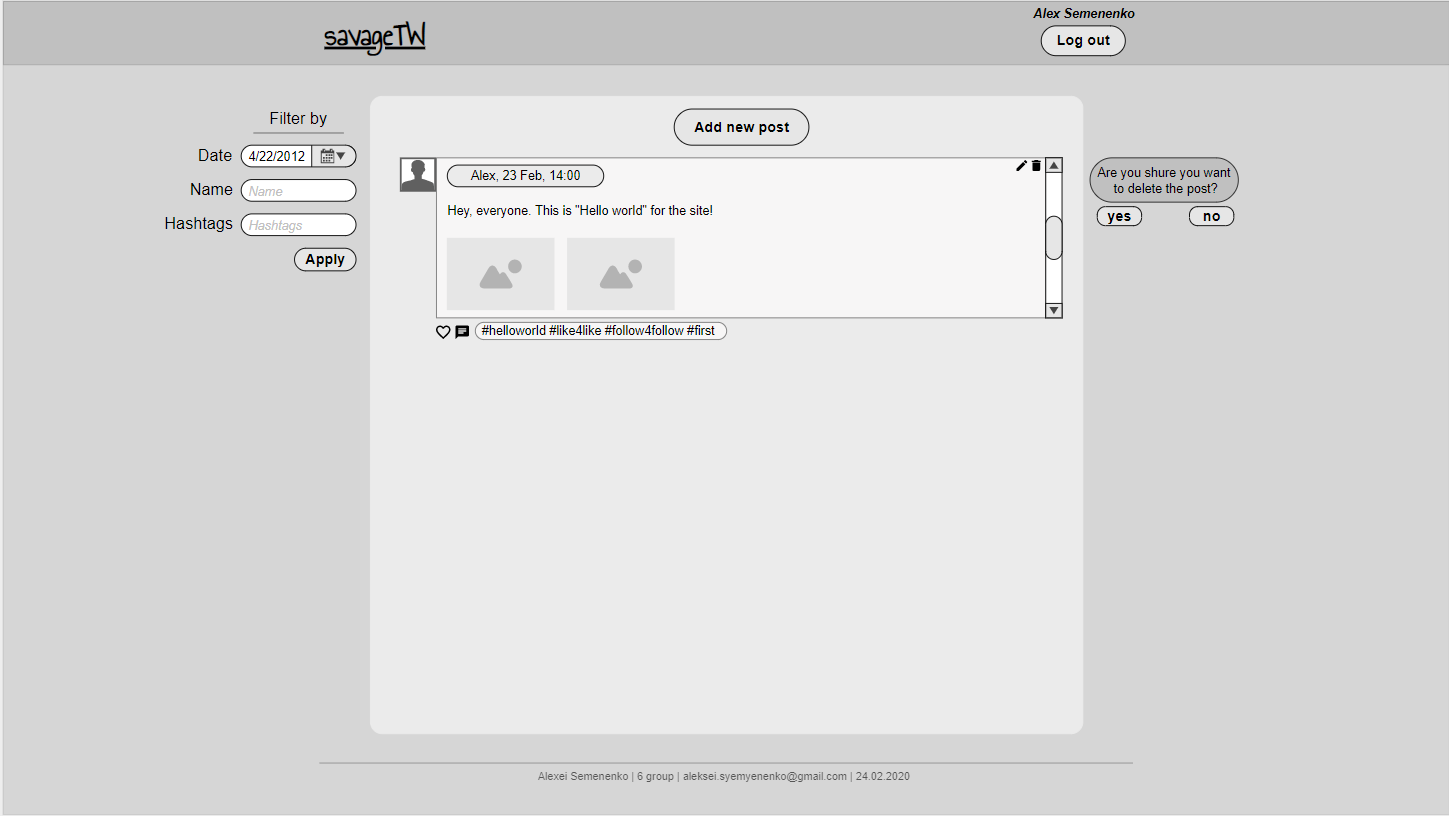 savageTW
Alex Semenenko
Log out
Filter by
Date 4/22/2012
Name Name
Hashtags Hashtags
Apply
Add new post
Alex, 23 Feb, 14:00
Hey, everyone. This is "Hello world" for the site!
#helloworld #like4like #follow4follow #first
Are you shure you want
to delete the post?
yes no
Alexei Semenenko | 6 group | aleksei.syemyenenko@gmail.com | 24.02.2020